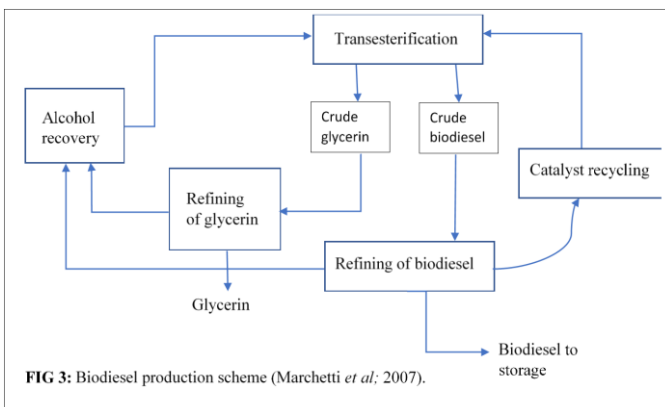 Transesterification
Alcohol
recovery
Crude
glycerin
Crude
biodiesel
Catalyst recycling
Refining
of glycerin
Refining of biodiesel
Glycerin
Biodiesel to
storage
FIG 3: Biodiesel production scheme (Marchetti et al; 2007).